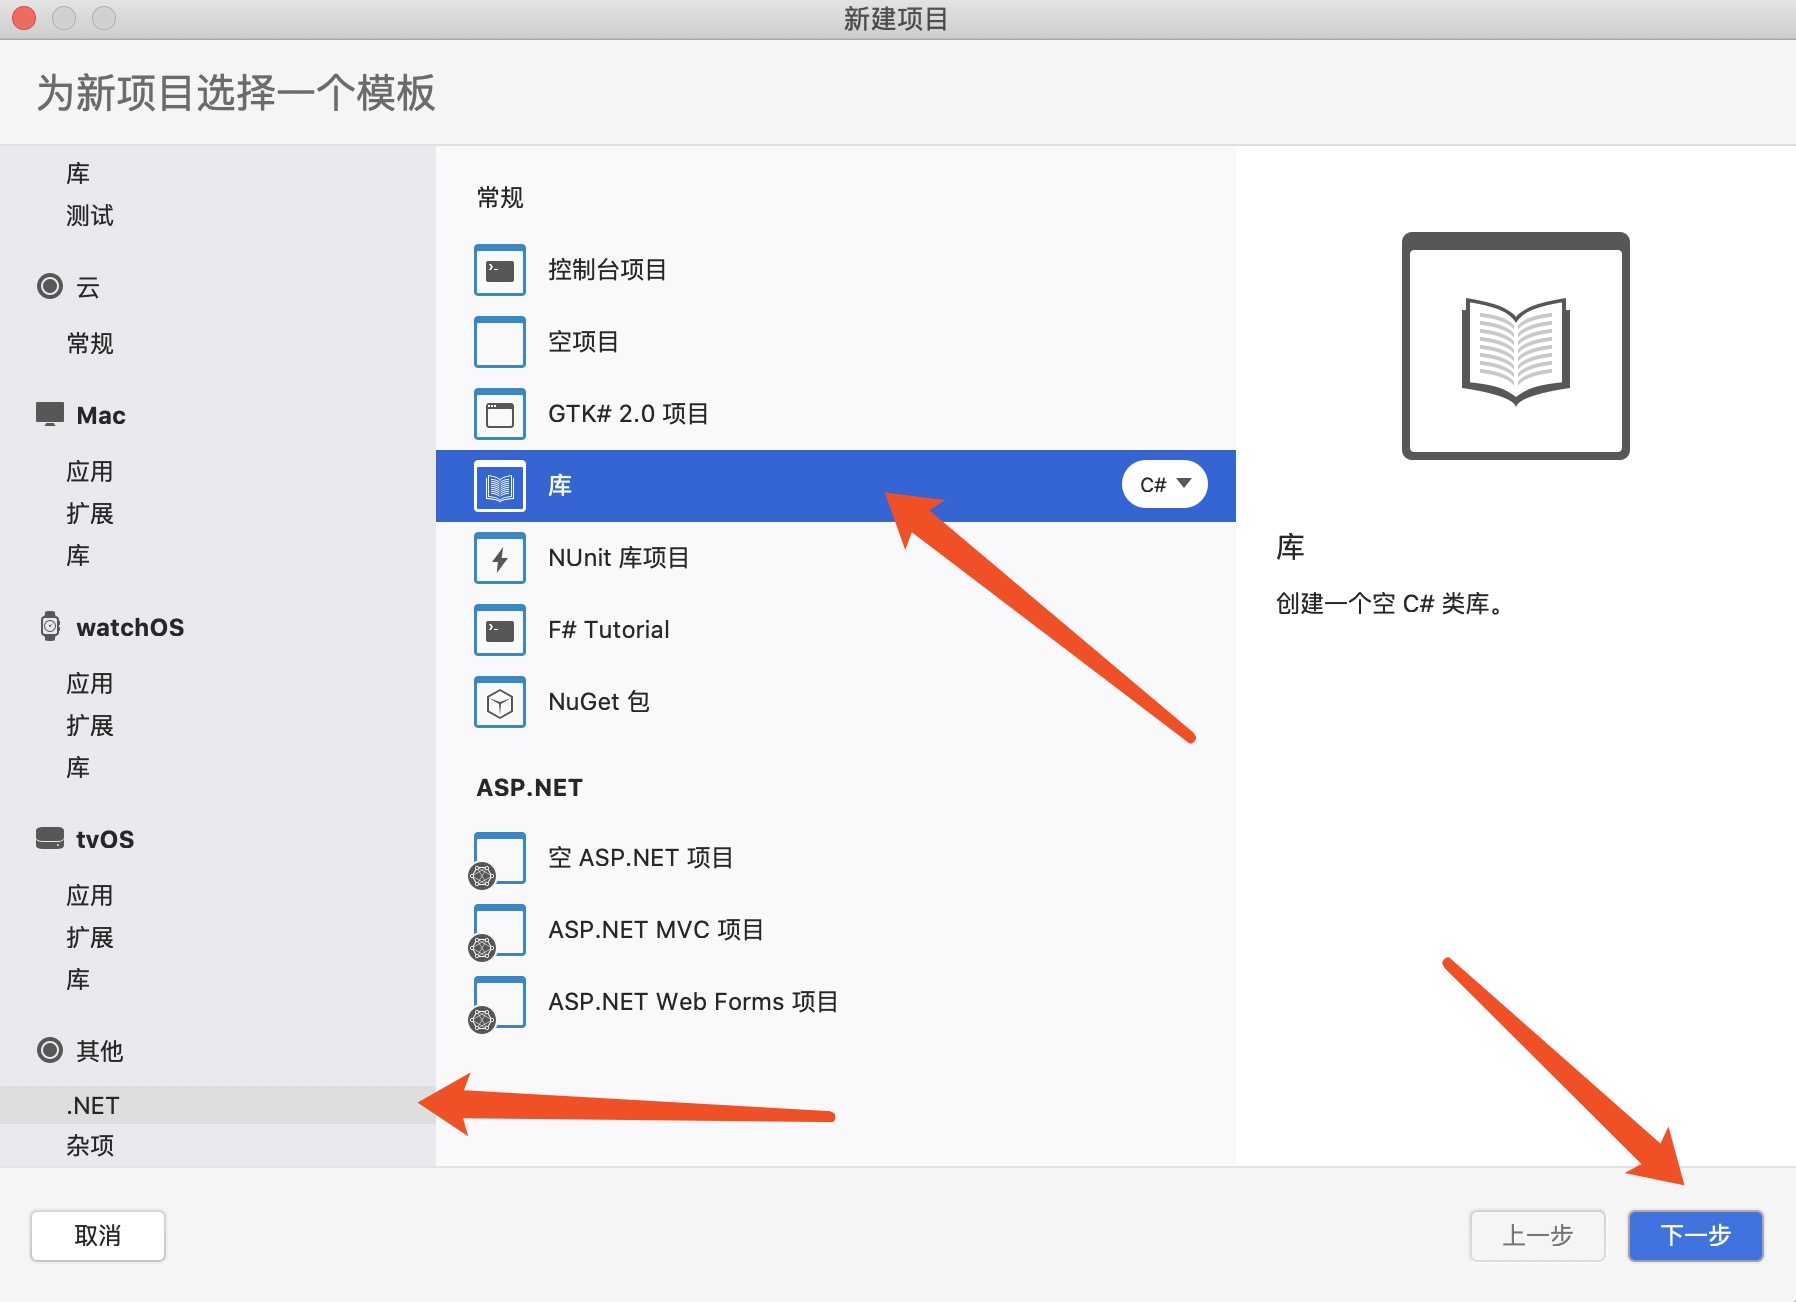 新建项目
为新项目选择一个模板
库
测试
云
常规
Mac
应用
扩展
库
watchOS
应用
扩展
库
tvOS
应用
扩展
库
其他
.NET
杂项
常规
控制台项目
空项目
GTK# 2.0 项目
库
C#
NUnit 库项目
F# Tutorial
NuGet 包
ASP.NET
空 ASP.NET 项目
ASP.NET MVC 项目
ASP.NET Web Forms 项目
库
创建一个空 C# 类库。
取消
上一步
下一步